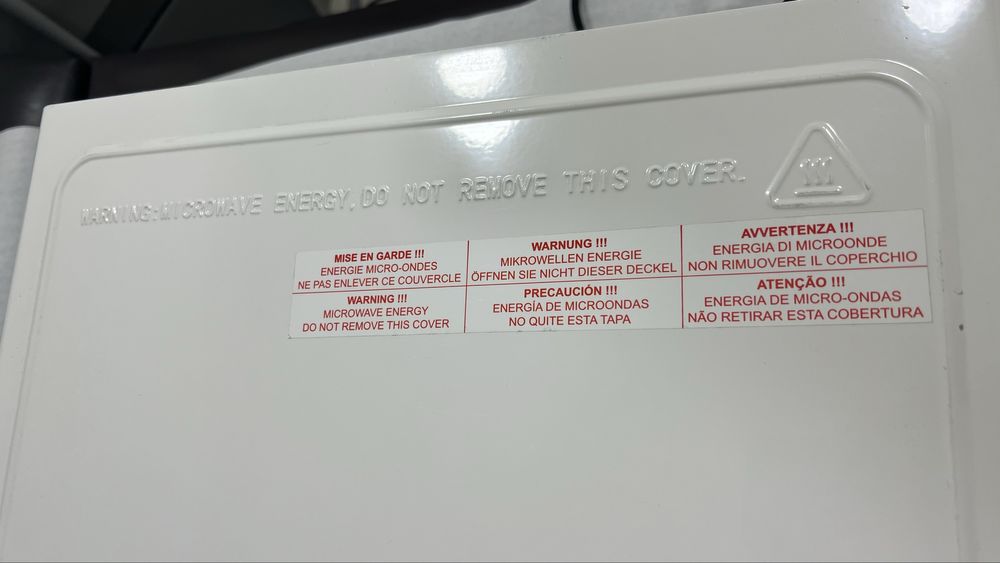 WARNING:MICROWAVE ENERGY,DO NOT REMOVE THIS COVER.
MISE EN GARDE !!!
ENERGIE MICRO-ONDES
NE PAS ENLEVER CE COUVERCLE
WARNUNG !!!
MIKROWELLEN ENERGIE
ÖFFNEN SIE NICHT DIESER DECKEL
AVVERTENZA !!!
ENERGIA DI MICROONDE
NON RIMUOVERE IL COPERCHIO
WARNING !!!
MICROWAVE ENERGY
DO NOT REMOVE THIS COVER
PRECAUCIÓN !!!
ENERGÍA DE MICROONDAS
NO QUITE ESTA TAPA
ATENÇÃO !!!
ENERGIA DE MICRO-ONDAS
NÃO RETIRAR ESTA COBERTURA